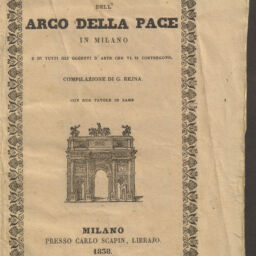 DELL'
ARCO DELLA PACE
IN MILANO
E DI TUTTI GLI OGGETTI D'ARTE CHE VI SI CONTENGONO.
COMPILAZIONE DI G. REINA.
CON DUE TAVOLE IN RAME
MILANO
PRESSO CARLO SCAPIN, LIBRAJO.
1838.